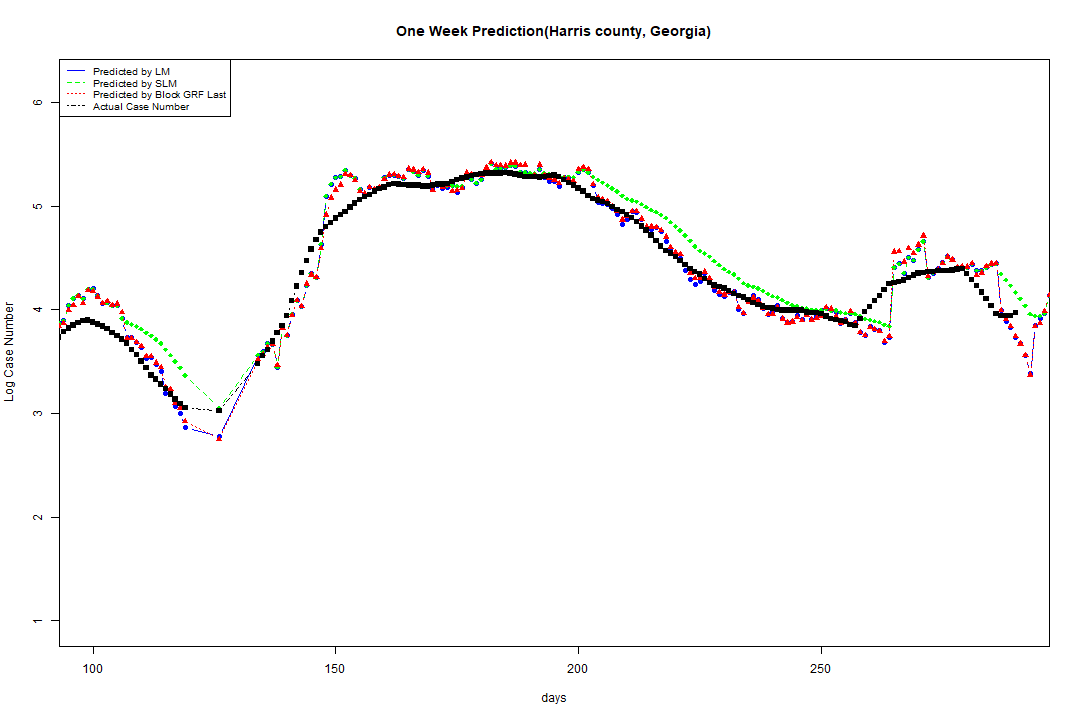 One Week Prediction(Harris county, Georgia)
Predicted by LM
Predicted by SLM
Predicted by Block GRF Last
Actual Case Number
6
5
4
3
2
1
Log Case Number
100 150 200 250
days